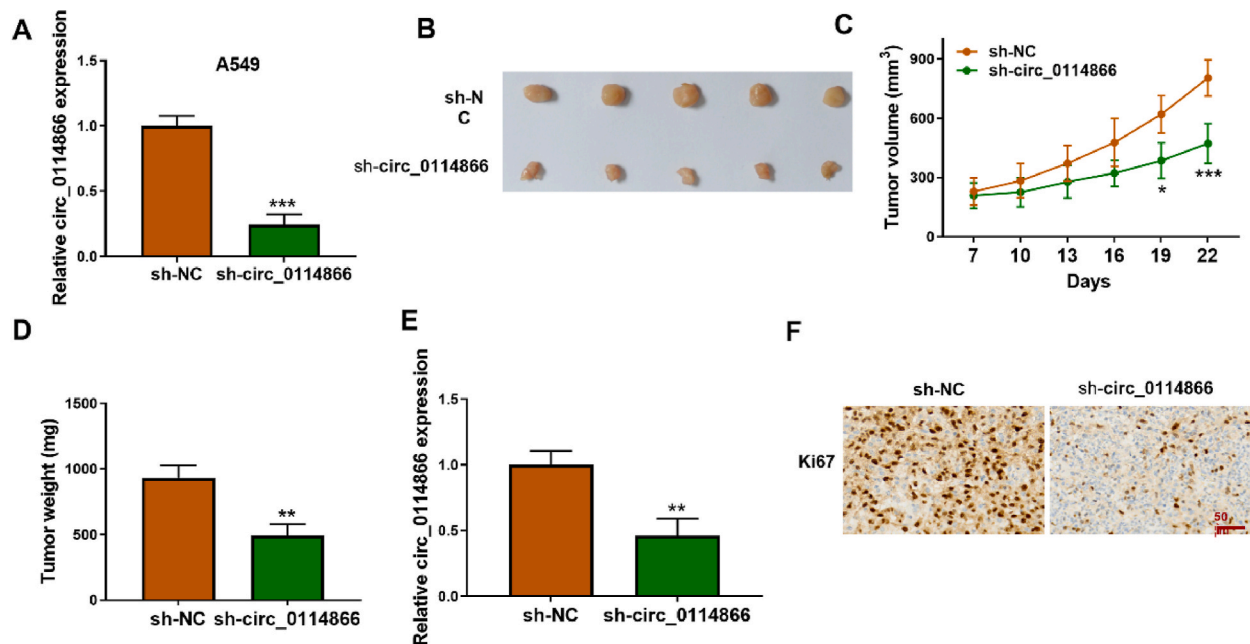 A
Relative circ_0114866 expression
A549
1.5
1.0
0.5
0.0
***
sh-NC
sh-circ_0114866
B
sh-N
C
sh-circ_0114866
C
Tumor volume (mm³)
sh-NC
sh-circ_0114866
900
600
300
0
*
***
7 10 13 16 19 22
Days
D
Tumor weight (mg)
1500
1000
500
0
**
sh-NC
sh-circ_0114866
E
Relative circ_0114866 expression
1.5
1.0
0.5
0.0
**
sh-NC
sh-circ_0114866
F
sh-NC
sh-circ_0114866
Ki67
50